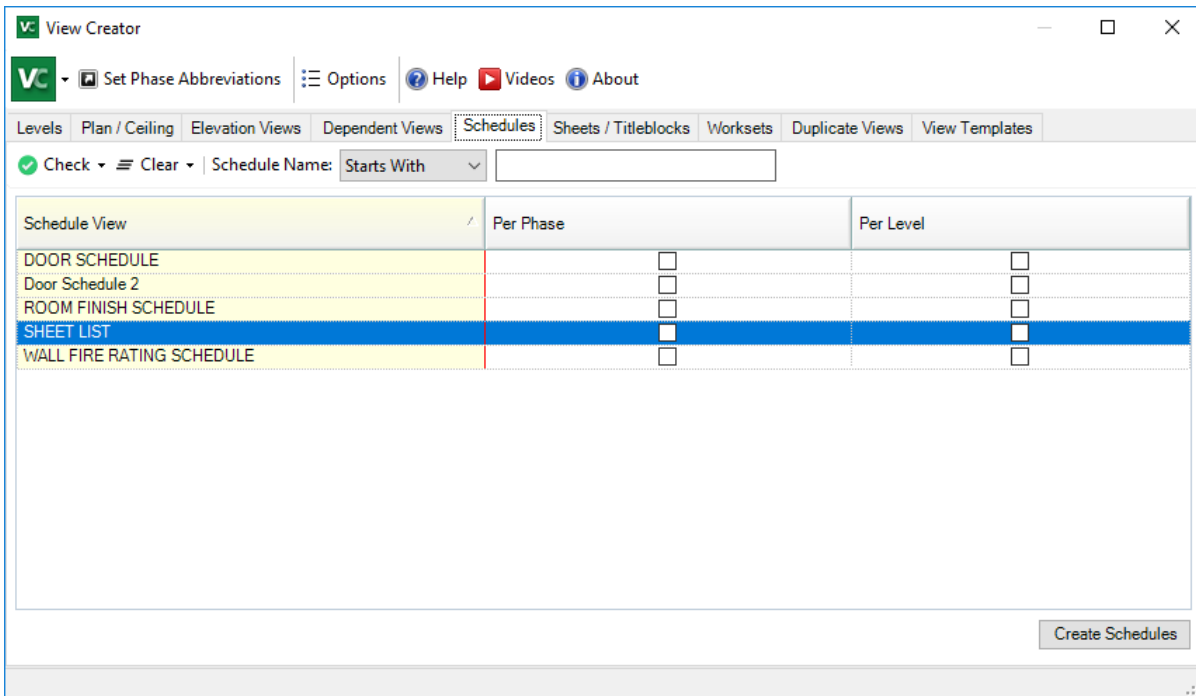 VC View Creator
VC Set Phase Abbreviations Options Help Videos About
Levels Plan / Ceiling Elevation Views Dependent Views Schedules Sheets / Titleblocks Worksets Duplicate Views View Templates
Check Clear Schedule Name: Starts With
Schedule View Per Phase Per Level
DOOR SCHEDULE
Door Schedule 2
ROOM FINISH SCHEDULE
SHEET LIST
WALL FIRE RATING SCHEDULE
Create Schedules